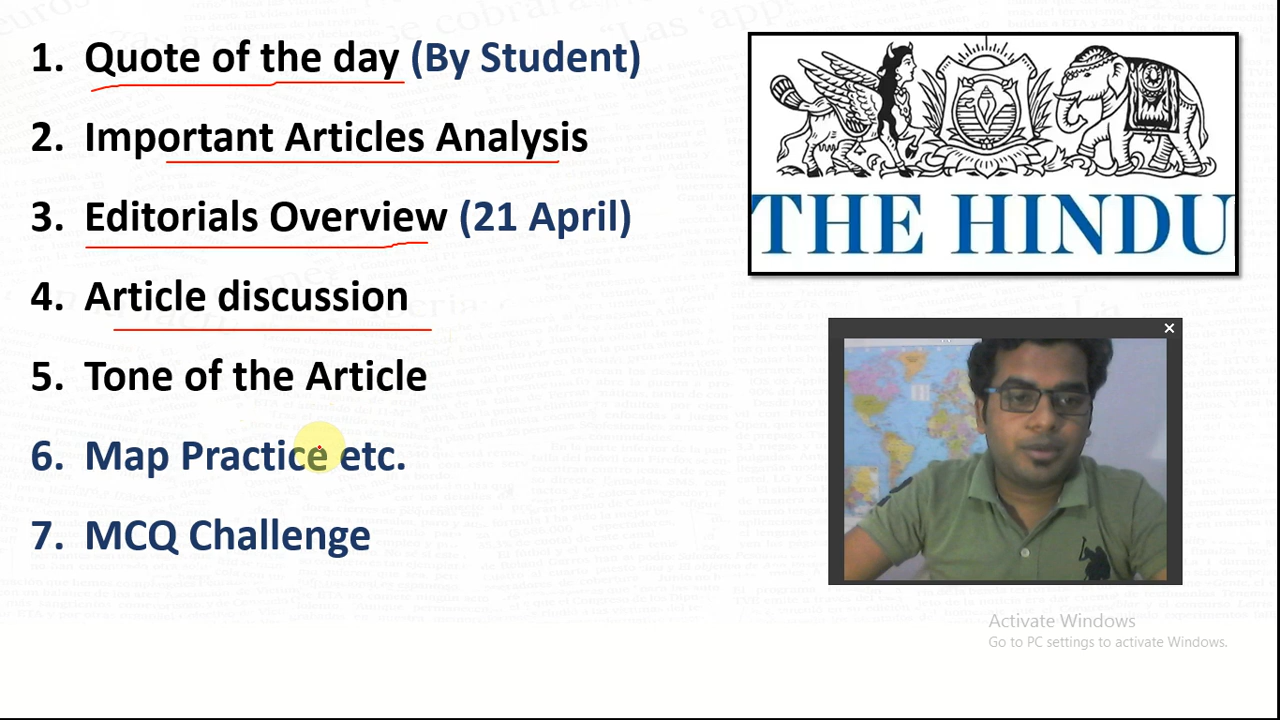 1. Quote of the day (By Student)
2. Important Articles Analysis
3. Editorials Overview (21 April)
4. Article discussion
5. Tone of the Article
6. Map Practice etc.
7. MCQ Challenge
THE HINDU
Activate Windows
Go to PC settings to activate Windows.